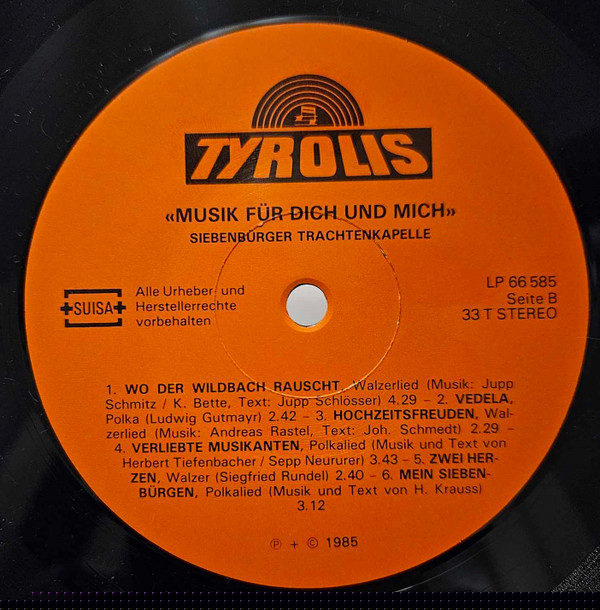 TYROLIS
«MUSIK FÜR DICH UND MICH»
SIEBENBÜRGER TRACHTENKAPELLE
SUISA
Alle Urheber- und
Herstellerrechte
vorbehalten
LP 66 585
Seite B
33 T STEREO
1. WO DER WILDBACH RAUSCHT, Walzerlied (Musik: Jupp
Schmitz / K. Bette, Text: Jupp Schlösser) 4.29 – 2. VEDELA,
Polka (Ludwig Gutmayr) 2.42 – 3. HOCHZEITSFREUDEN, Wal-
zerlied (Musik: Andreas Rastel, Text: Joh. Schmedt) 2.29 –
4. VERLIEBTE MUSIKANTEN, Polkalied (Musik und Text von
Herbert Tiefenbacher / Sepp Neururer) 3.43 – 5. ZWEI HER-
ZEN, Walzer (Siegfried Rundel) 2.40 – 6. MEIN SIEBEN-
BÜRGEN, Polkalied (Musik und Text von H. Krauss)
3.12
℗ + © 1985